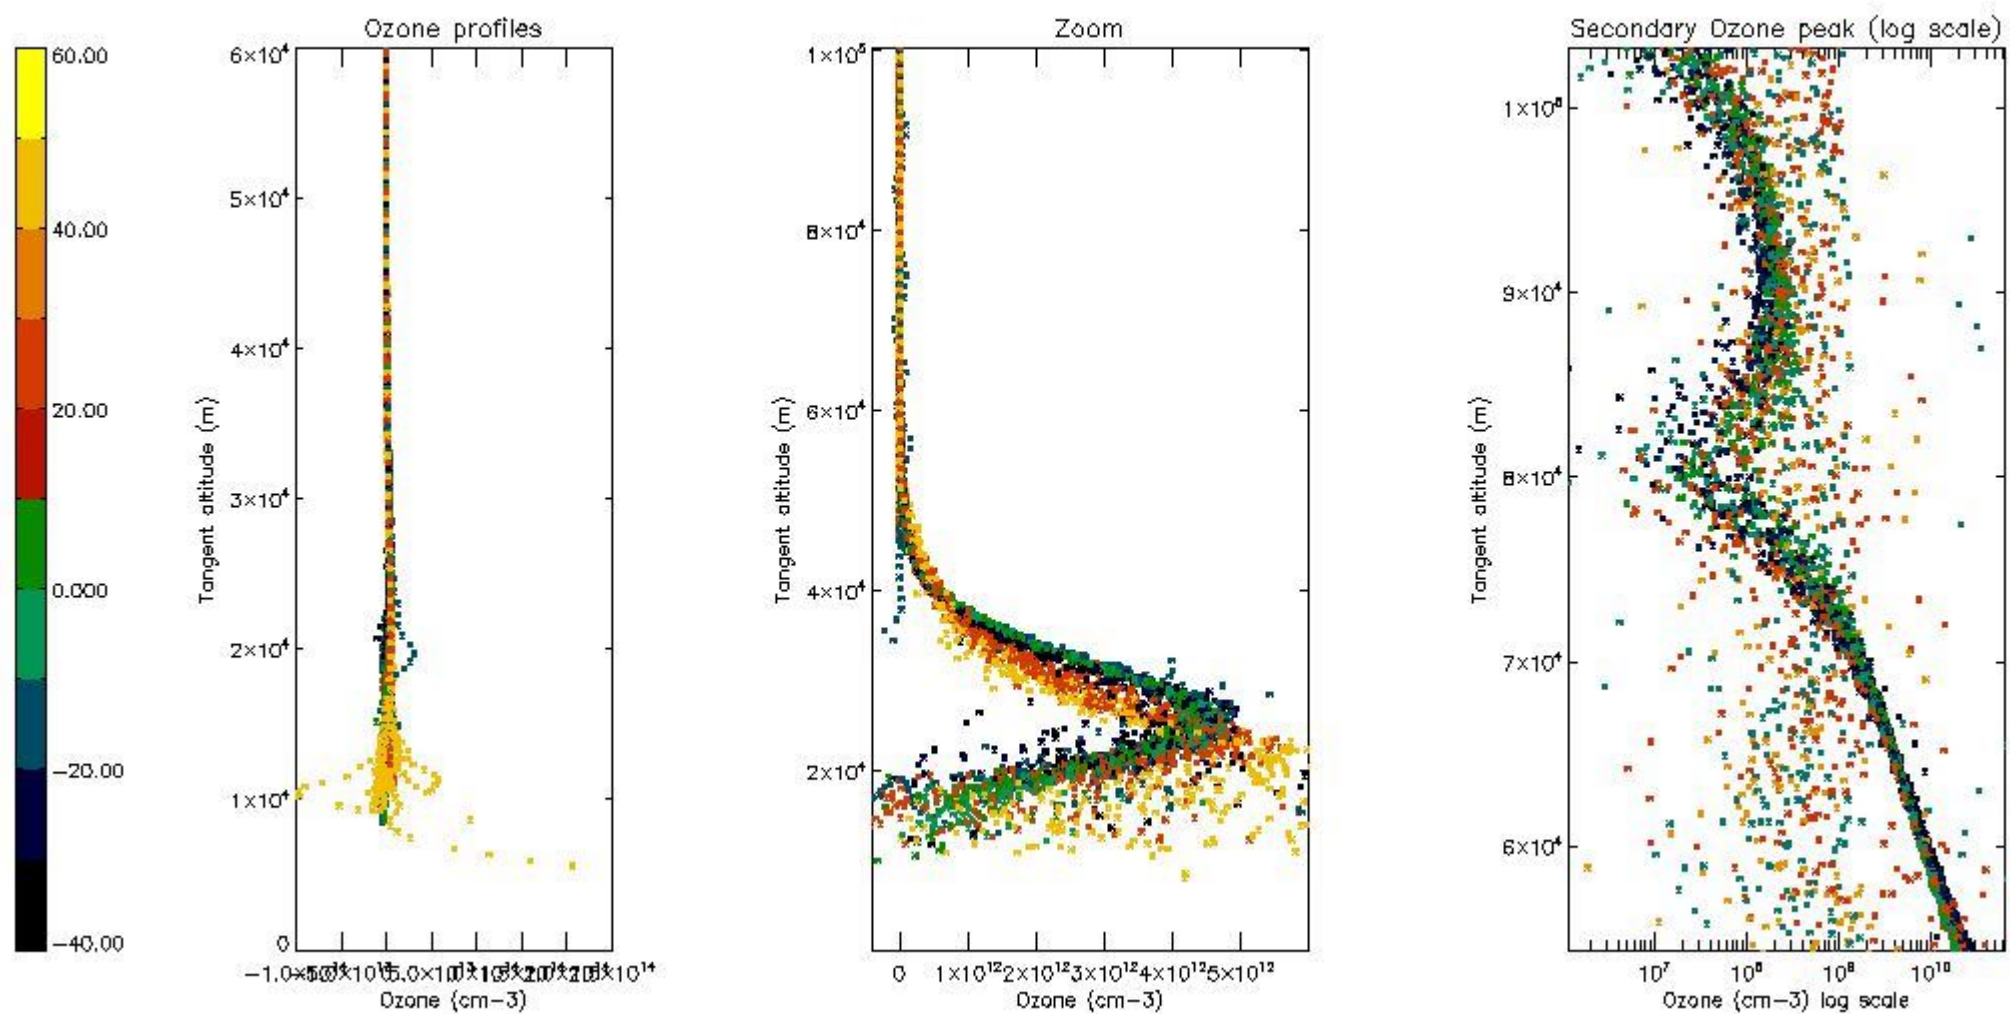 Ozone profiles
Zoom
Secondary Ozone peak (log scale)
60.00
40.00
20.00
0.000
-20.00
-40.00
6×10⁴
5×10⁴
4×10⁴
3×10⁴
2×10⁴
1×10⁴
0
Tangent altitude (m)
Ozone (cm-3)
1×10⁵
8×10⁴
6×10⁴
4×10⁴
2×10⁴
Tangent altitude (m)
0 1×10¹² 2×10¹² 3×10¹² 4×10¹² 5×10¹²
Ozone (cm-3)
1×10⁵
9×10⁴
8×10⁴
7×10⁴
6×10⁴
Tangent altitude (m)
10⁷ 10⁸ 10⁹ 10¹⁰
Ozone (cm-3) log scale